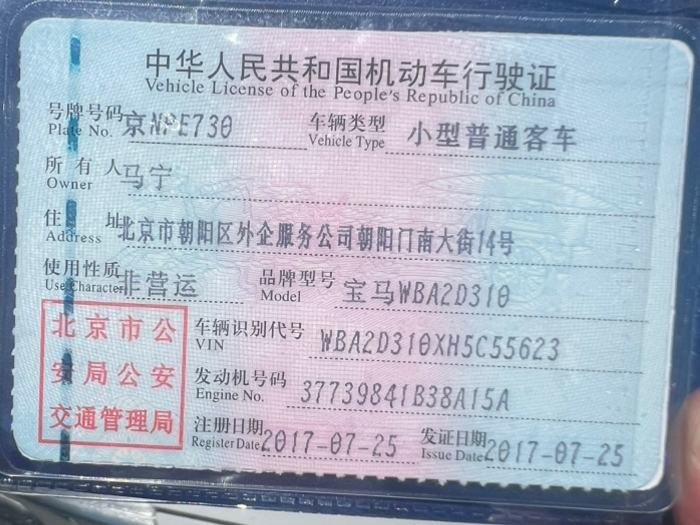 中华人民共和国机动车行驶证
Vehicle License of the People's Republic of China
号牌号码 Plate No. 京NPE730 车辆类型 Vehicle Type 小型普通客车
所有人 Owner 马宁
住址 Address 北京市朝阳区外企服务公司朝阳门南大街14号
使用性质 Use Character 非营运 品牌型号 Model 宝马WBA2D310
北京市公
安局公安
交通管理局
车辆识别代号 VIN WBA2D310XH5C55623
发动机号码 Engine No. 37739841B38A15A
注册日期 Register Date 2017-07-25 发证日期 Issue Date 2017-07-25